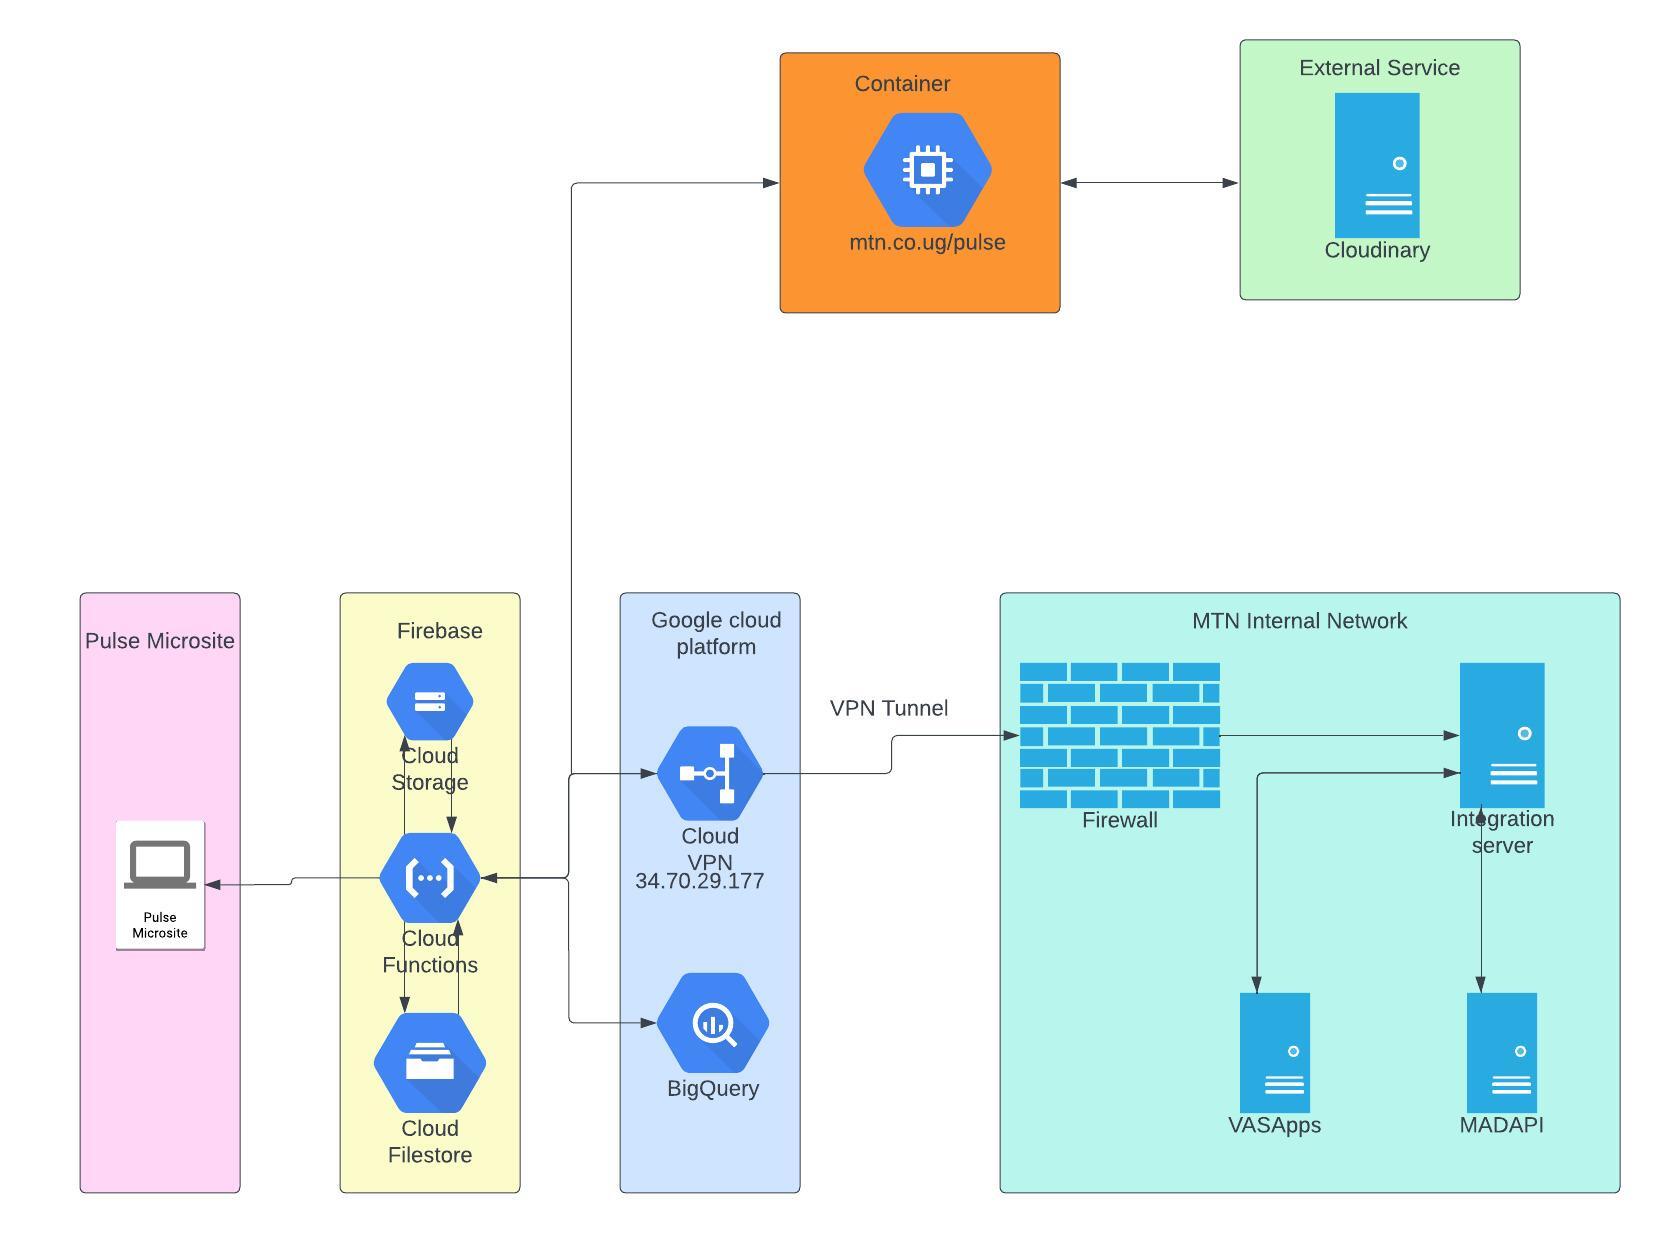 Container
mtn.co.ug/pulse
External Service
Cloudinary
Pulse Microsite
Pulse
Microsite
Firebase
Cloud
Storage
Cloud
Functions
Cloud
Filestore
Google cloud
platform
Cloud
VPN
34.70.29.177
BigQuery
VPN Tunnel
MTN Internal Network
Firewall
Integration
server
VASApps
MADAPI